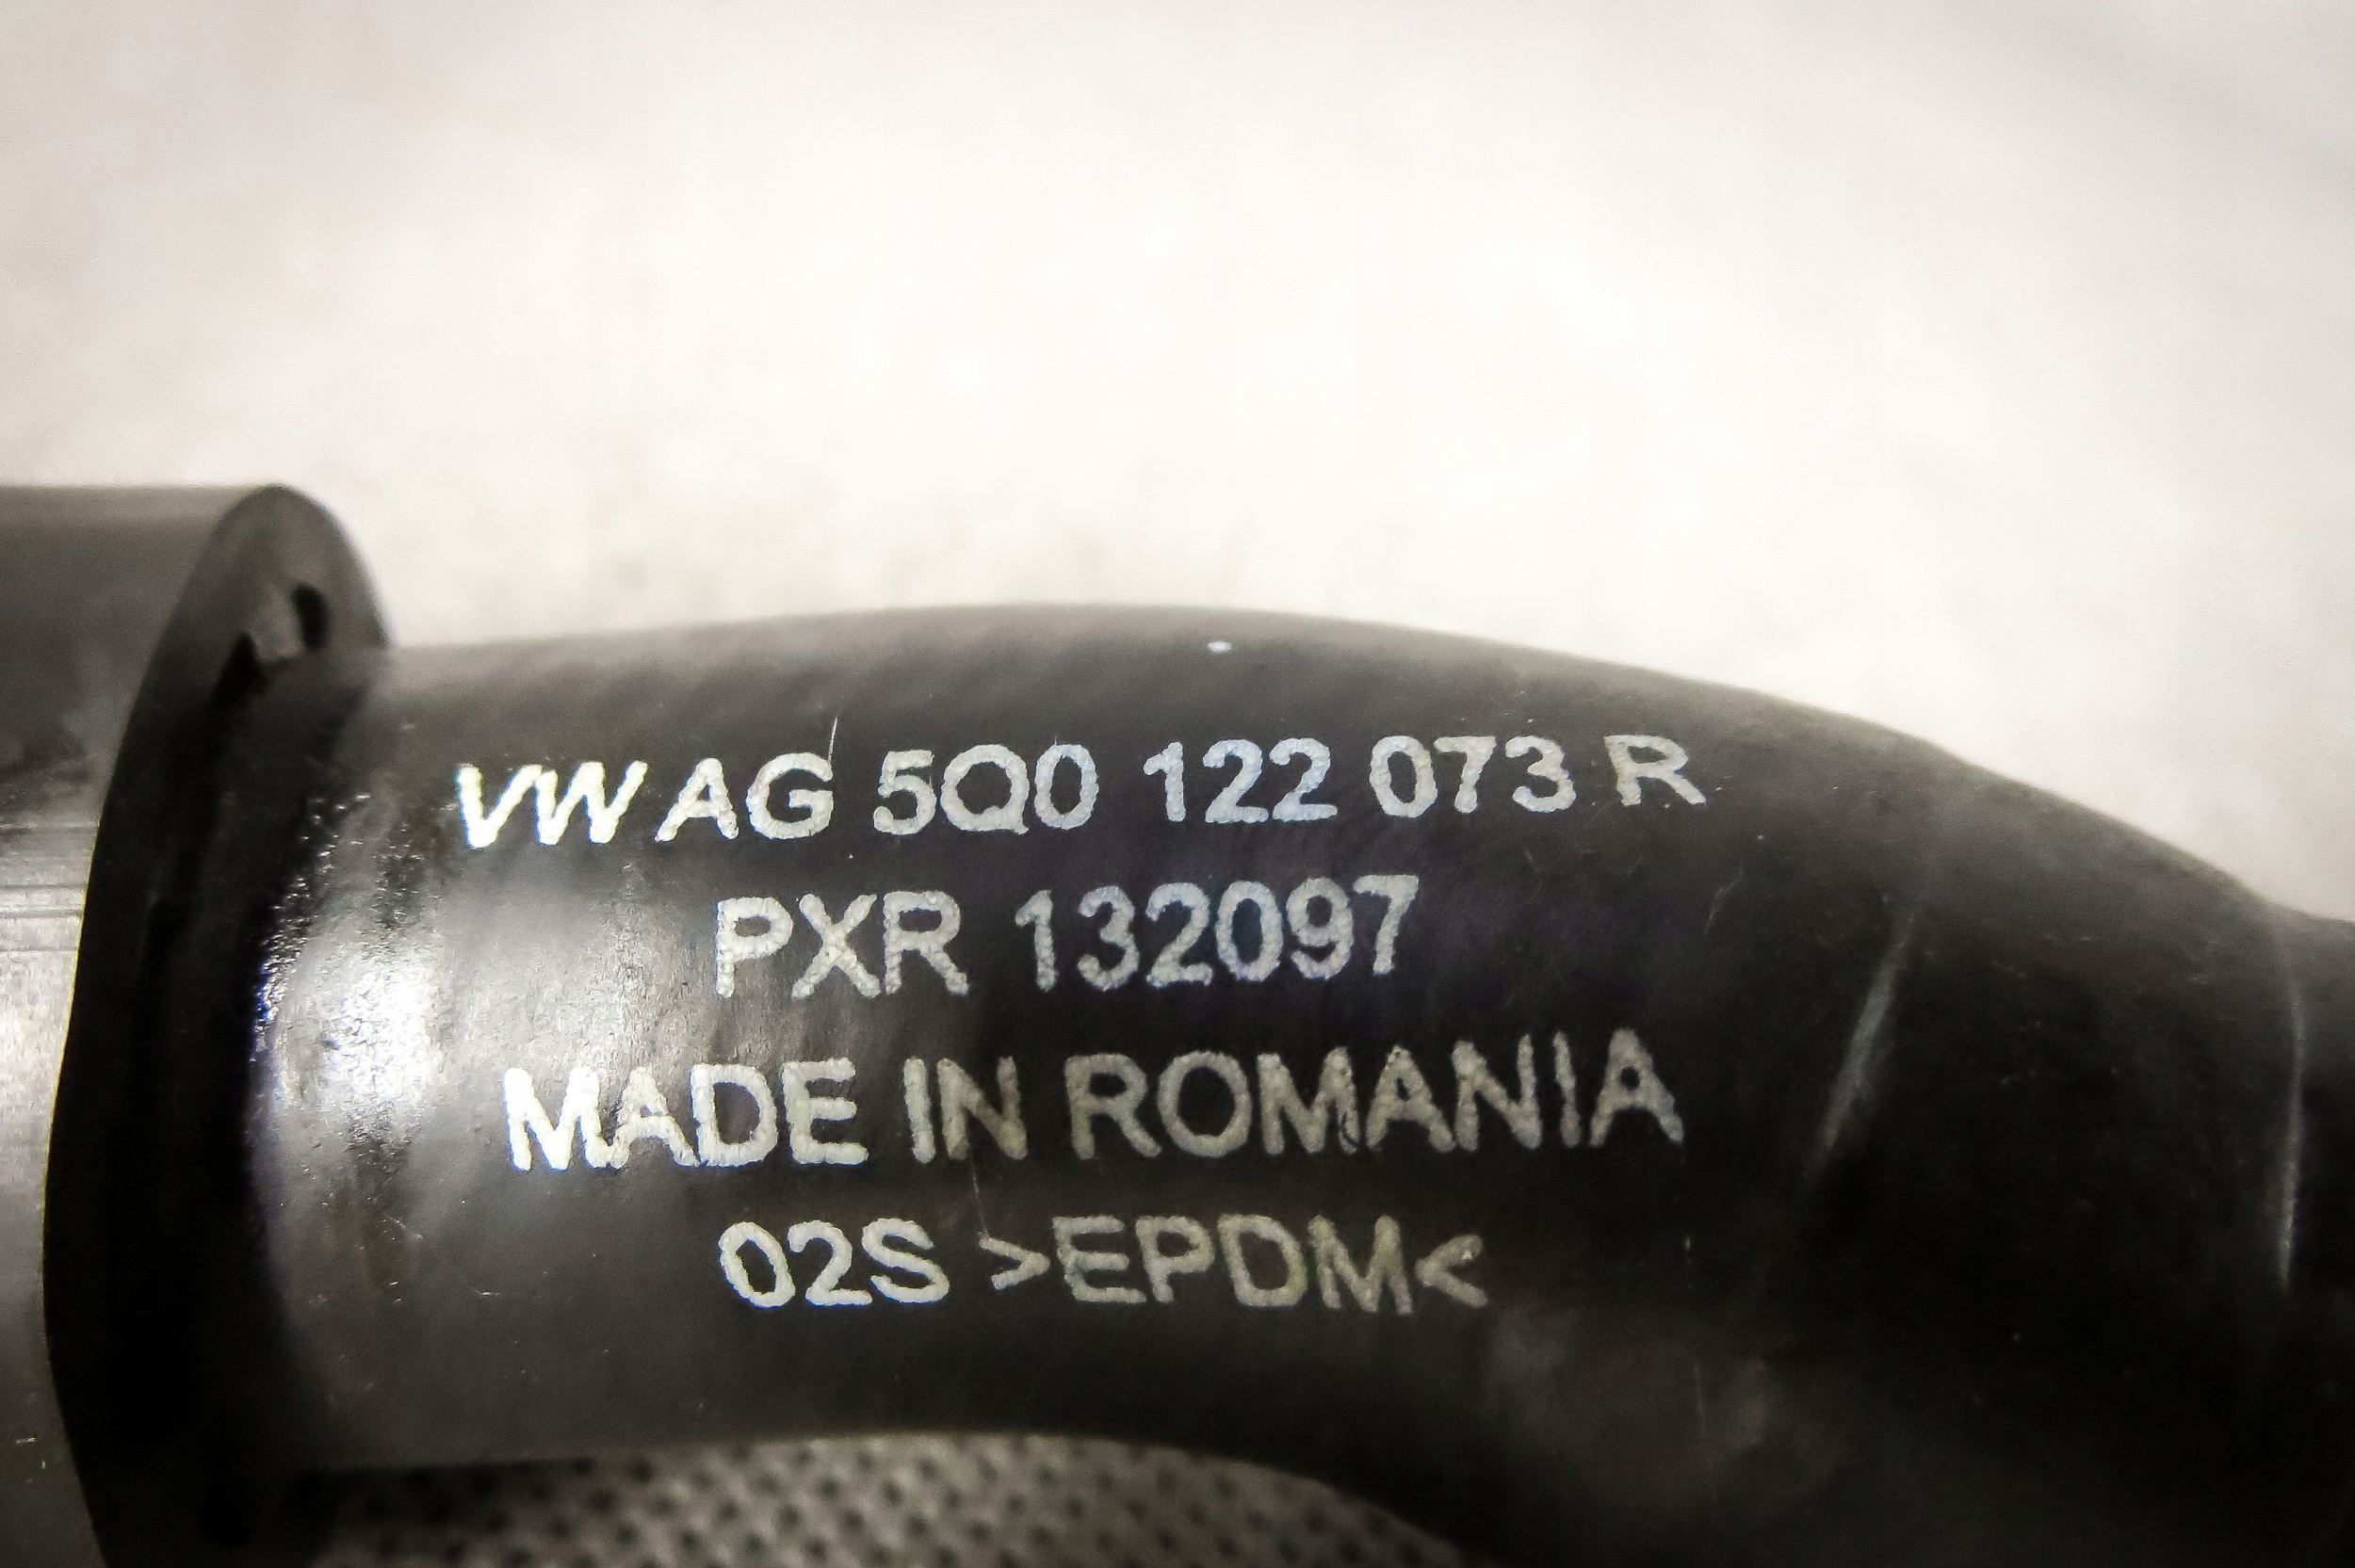 VW AG 5Q0 122 073 R
PXR 132097
MADE IN ROMANIA
02S >EPDM<